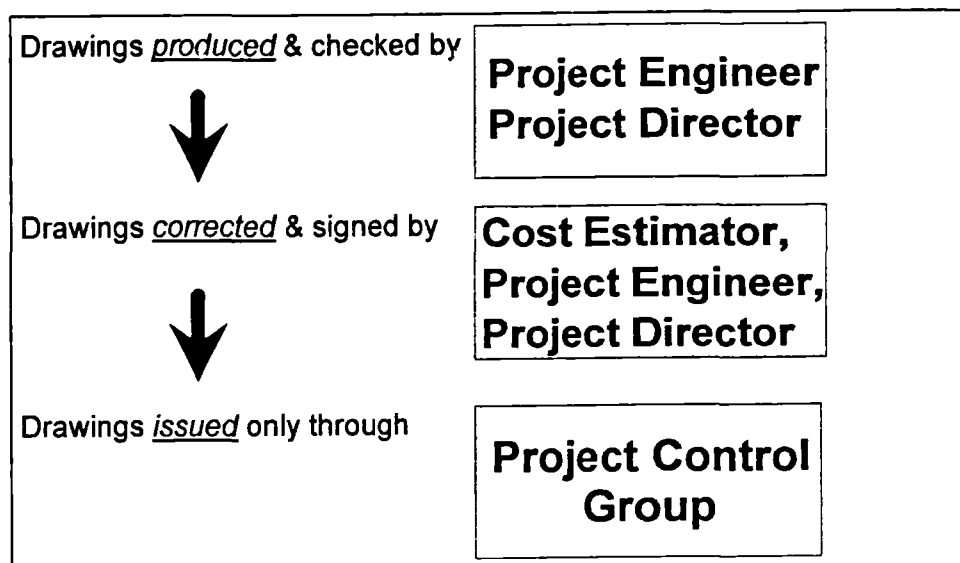 Drawings produced & checked by
Project Engineer
Project Director
Drawings corrected & signed by
Cost Estimator,
Project Engineer,
Project Director
Drawings issued only through
Project Control
Group